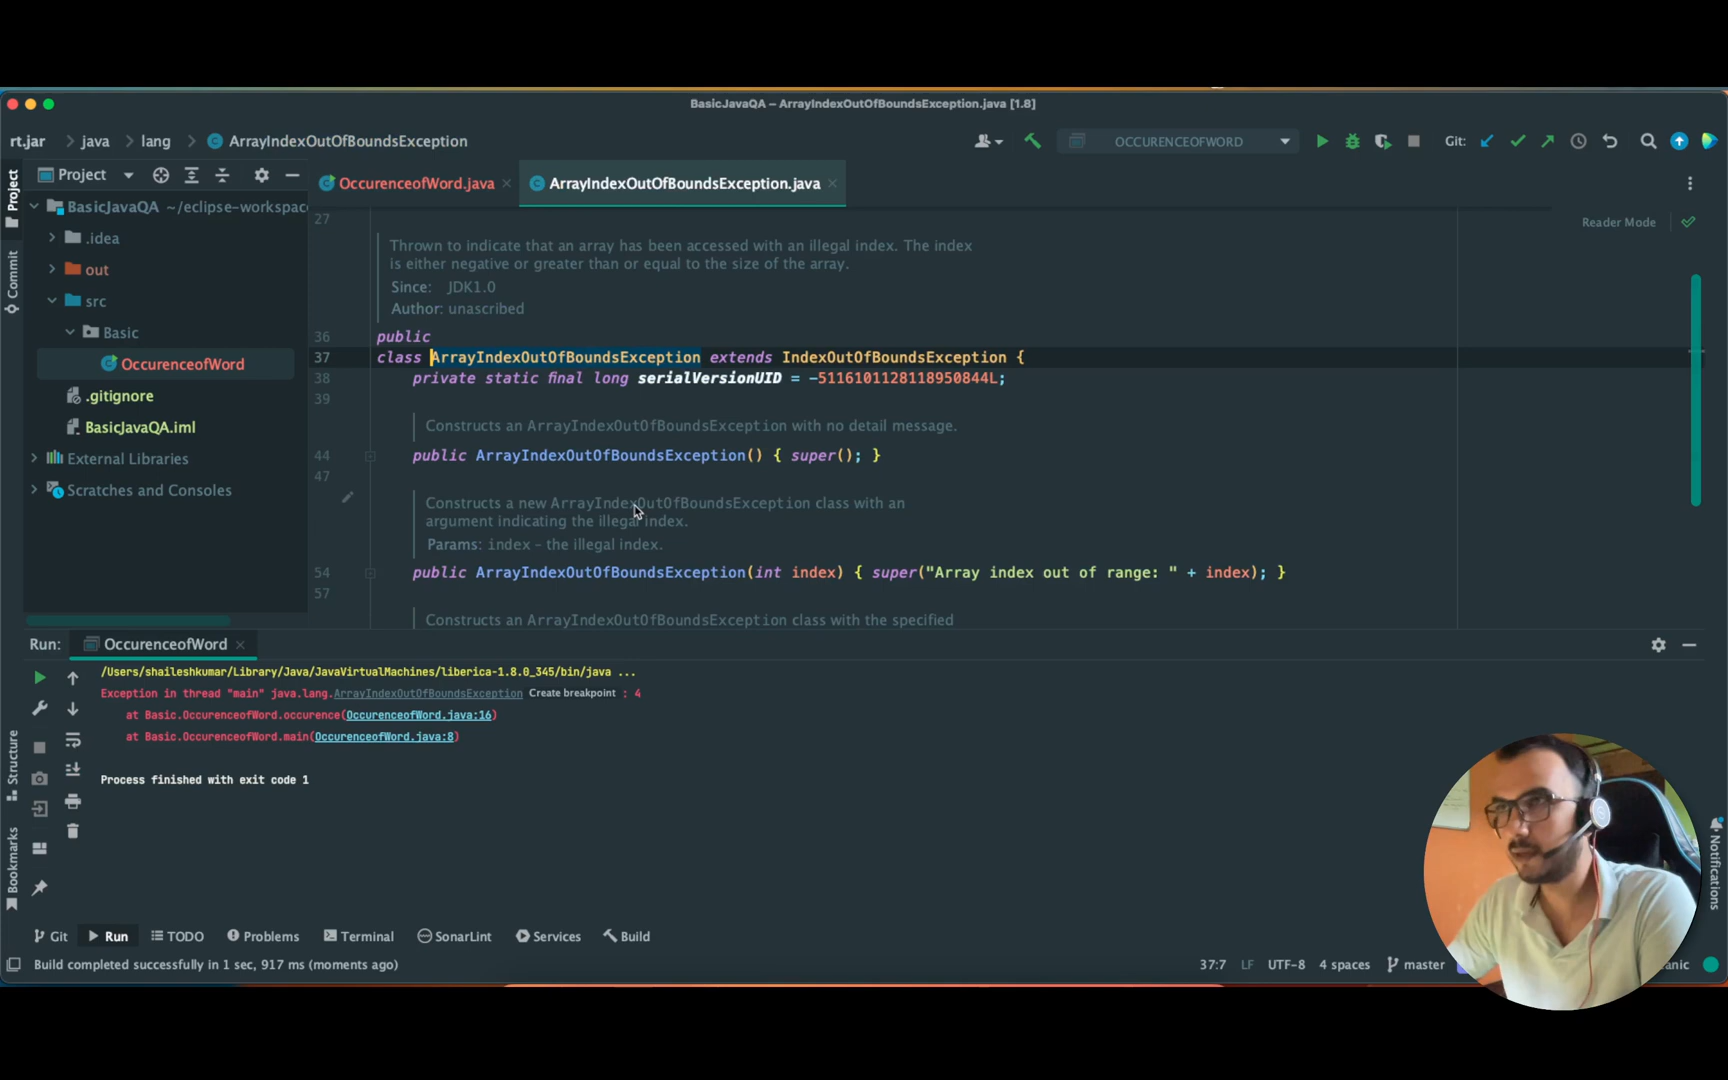 BasicJavaQA – ArrayIndexOutOfBoundsException.java [1.8]
rt.jar java lang ArrayIndexOutOfBoundsException OCCURENCEOFWORD Git:
Project
Commit
Structure
Bookmarks
Notifications
Project
OccurenceofWord.java ArrayIndexOutOfBoundsException.java
BasicJavaQA ~/eclipse-workspac
.idea
out
src
Basic
OccurenceofWord
.gitignore
BasicJavaQA.iml
External Libraries
Scratches and Consoles
Reader Mode
27
Thrown to indicate that an array has been accessed with an illegal index. The index
is either negative or greater than or equal to the size of the array.
Since: JDK1.0
Author: unascribed
36 public
37 class ArrayIndexOutOfBoundsException extends IndexOutOfBoundsException {
38 private static final long serialVersionUID = -5116101128118950844L;
39
Constructs an ArrayIndexOutOfBoundsException with no detail message.
44 public ArrayIndexOutOfBoundsException() { super(); }
47
Constructs a new ArrayIndexOutOfBoundsException class with an
argument indicating the illegal index.
Params: index – the illegal index.
54 public ArrayIndexOutOfBoundsException(int index) { super("Array index out of range: " + index); }
57
Constructs an ArrayIndexOutOfBoundsException class with the specified
Run: OccurenceofWord
/Users/shaileshkumar/Library/Java/JavaVirtualMachines/liberica-1.8.0_345/bin/java ...
Exception in thread "main" java.lang.ArrayIndexOutOfBoundsException Create breakpoint : 4
at Basic.OccurenceofWord.occurence(OccurenceofWord.java:16)
at Basic.OccurenceofWord.main(OccurenceofWord.java:8)
Process finished with exit code 1
Git Run TODO Problems Terminal SonarLint Services Build
Build completed successfully in 1 sec, 917 ms (moments ago)
37:7 LF UTF-8 4 spaces master